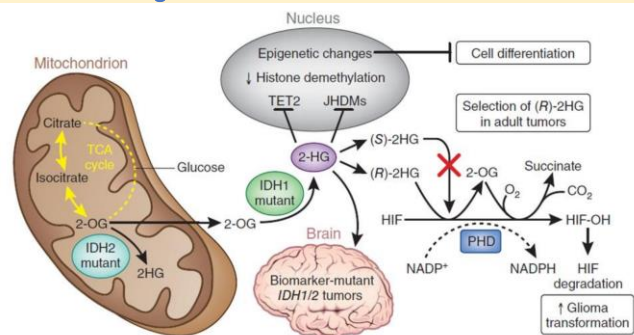 Nucleus
Epigenetic changes
Cell differentiation
↓ Histone demethylation
TET2 JHDMs
Mitochondrion
Citrate
TCA
cycle
Isocitrate
Glucose
2-OG
IDH2
mutant
2HG
2-OG
IDH1
mutant
2-HG
(S)-2HG
(R)-2HG
Selection of (R)-2HG
in adult tumors
2-OG
O₂
Succinate
CO₂
HIF
HIF-OH
PHD
NADP⁺
NADPH
HIF
degradation
↑ Glioma
transformation
Brain
Biomarker-mutant
IDH1/2 tumors